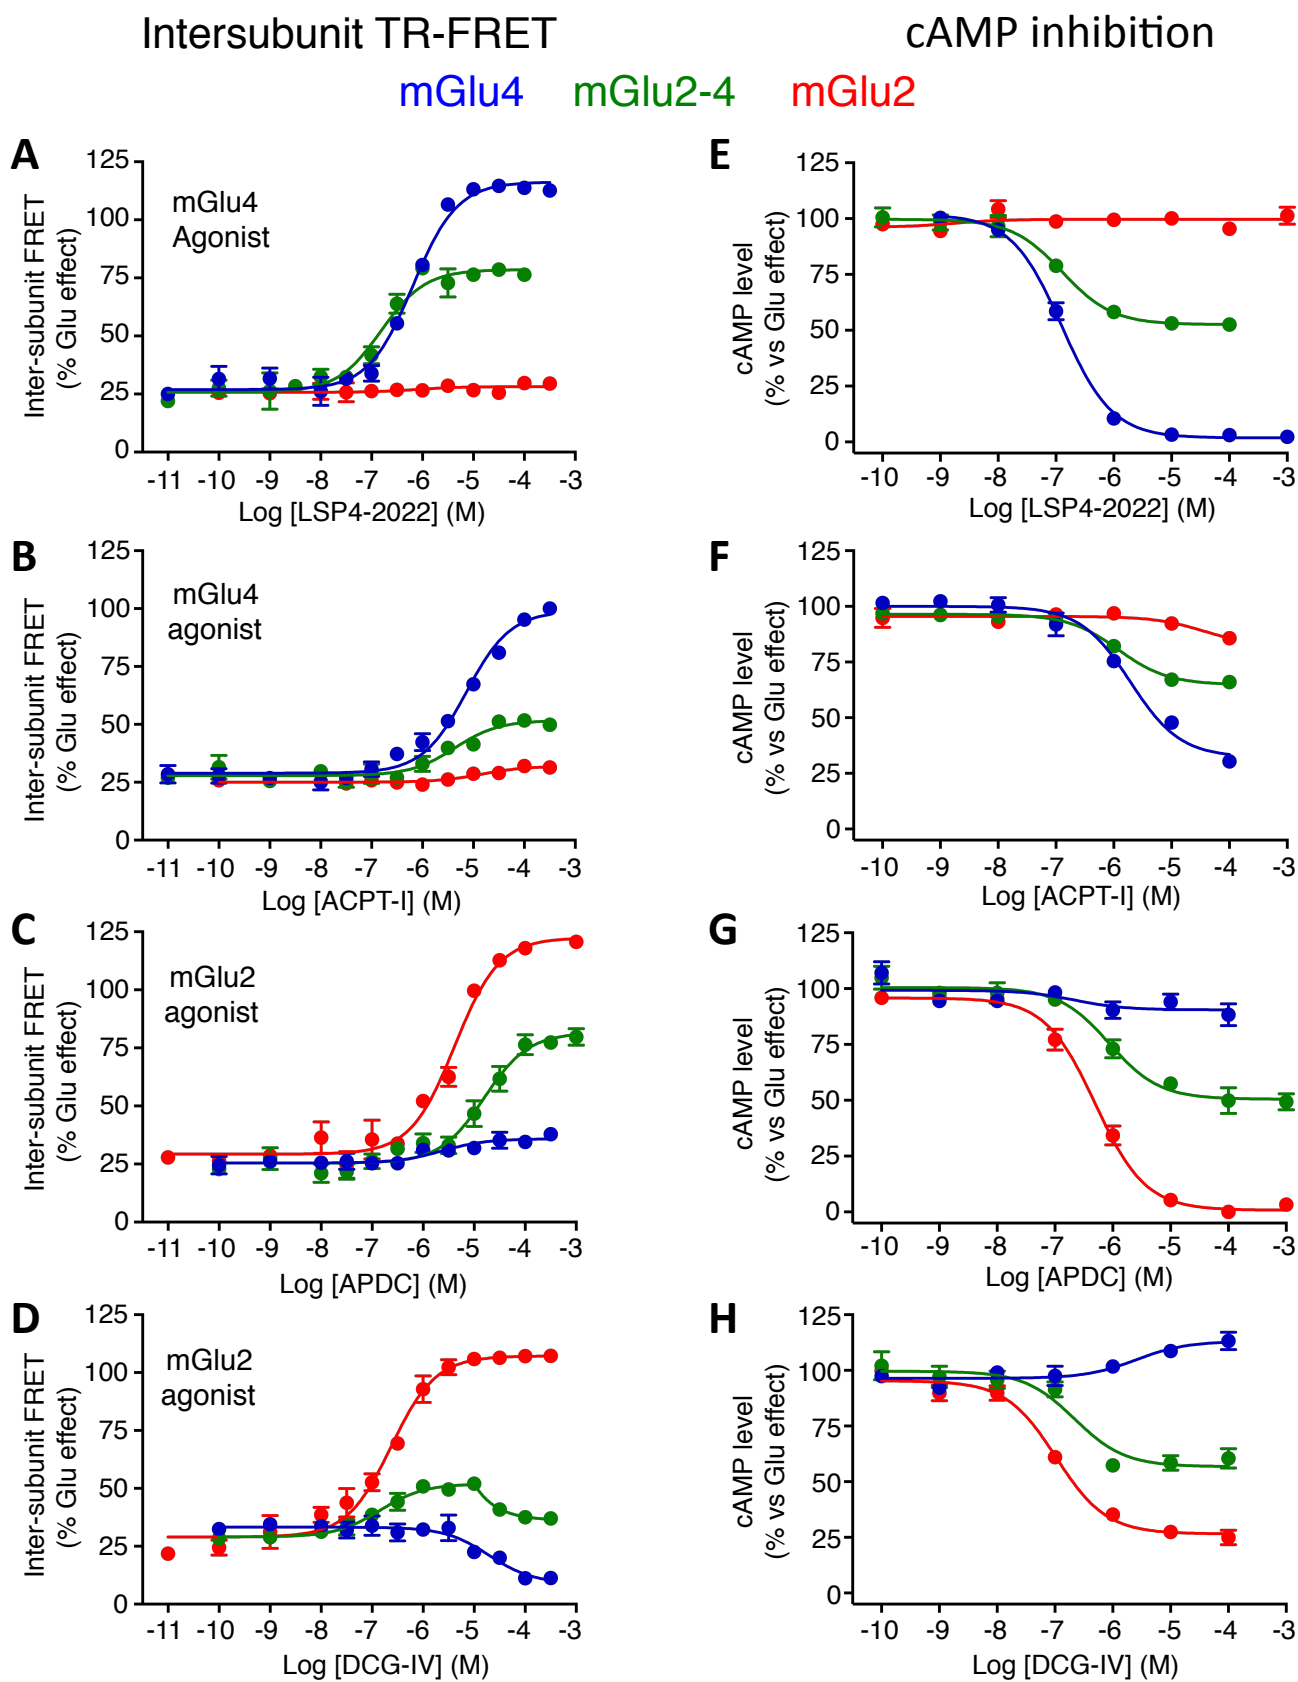 Intersubunit TR-FRET
cAMP inhibition
mGlu4 mGlu2-4 mGlu2
A
Inter-subunit FRET
(% Glu effect)
125
100
75
50
25
0
mGlu4
Agonist
-11 -10 -9 -8 -7 -6 -5 -4 -3
Log [LSP4-2022] (M)
E
cAMP level
(% vs Glu effect)
125
100
75
50
25
0
-10 -9 -8 -7 -6 -5 -4 -3
Log [LSP4-2022] (M)
B
Inter-subunit FRET
(% Glu effect)
125
100
75
50
25
0
mGlu4
agonist
-11 -10 -9 -8 -7 -6 -5 -4 -3
Log [ACPT-I] (M)
F
cAMP level
(% vs Glu effect)
125
100
75
50
25
0
-10 -9 -8 -7 -6 -5 -4 -3
Log [ACPT-I] (M)
C
Inter-subunit FRET
(% Glu effect)
125
100
75
50
25
0
mGlu2
agonist
-11 -10 -9 -8 -7 -6 -5 -4 -3
Log [APDC] (M)
G
cAMP level
(% vs Glu effect)
125
100
75
50
25
0
-10 -9 -8 -7 -6 -5 -4 -3
Log [APDC] (M)
D
Inter-subunit FRET
(% Glu effect)
125
100
75
50
25
0
mGlu2
agonist
-11 -10 -9 -8 -7 -6 -5 -4 -3
Log [DCG-IV] (M)
H
cAMP level
(% vs Glu effect)
125
100
75
50
25
0
-10 -9 -8 -7 -6 -5 -4 -3
Log [DCG-IV] (M)